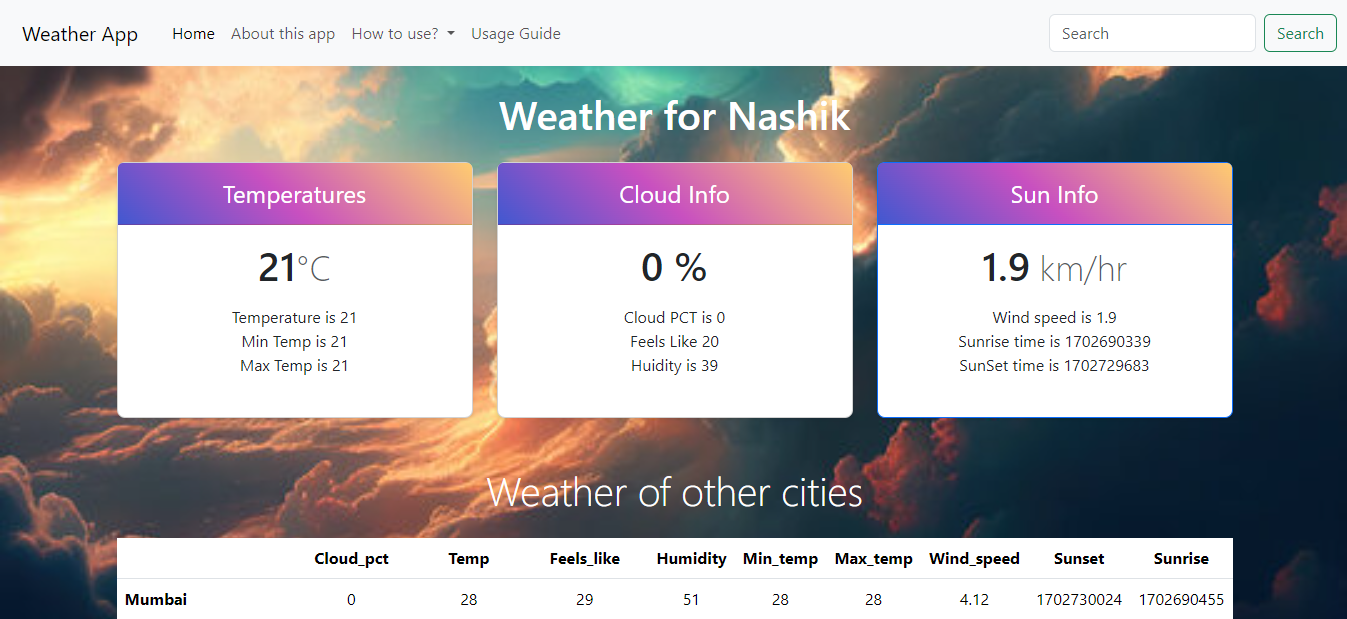 Weather App Home About this app How to use? Usage Guide Search Search
Weather for Nashik
Temperatures
21°C
Temperature is 21
Min Temp is 21
Max Temp is 21
Cloud Info
0 %
Cloud PCT is 0
Feels Like 20
Huidity is 39
Sun Info
1.9 km/hr
Wind speed is 1.9
Sunrise time is 1702690339
SunSet time is 1702729683
Weather of other cities
Cloud_pct Temp Feels_like Humidity Min_temp Max_temp Wind_speed Sunset Sunrise
Mumbai 0 28 29 51 28 28 4.12 1702730024 1702690455